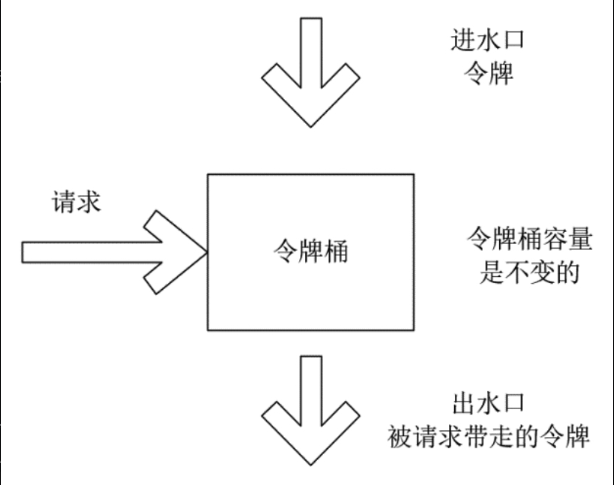 进水口
令牌
请求
令牌桶
令牌桶容量
是不变的
出水口
被请求带走的令牌